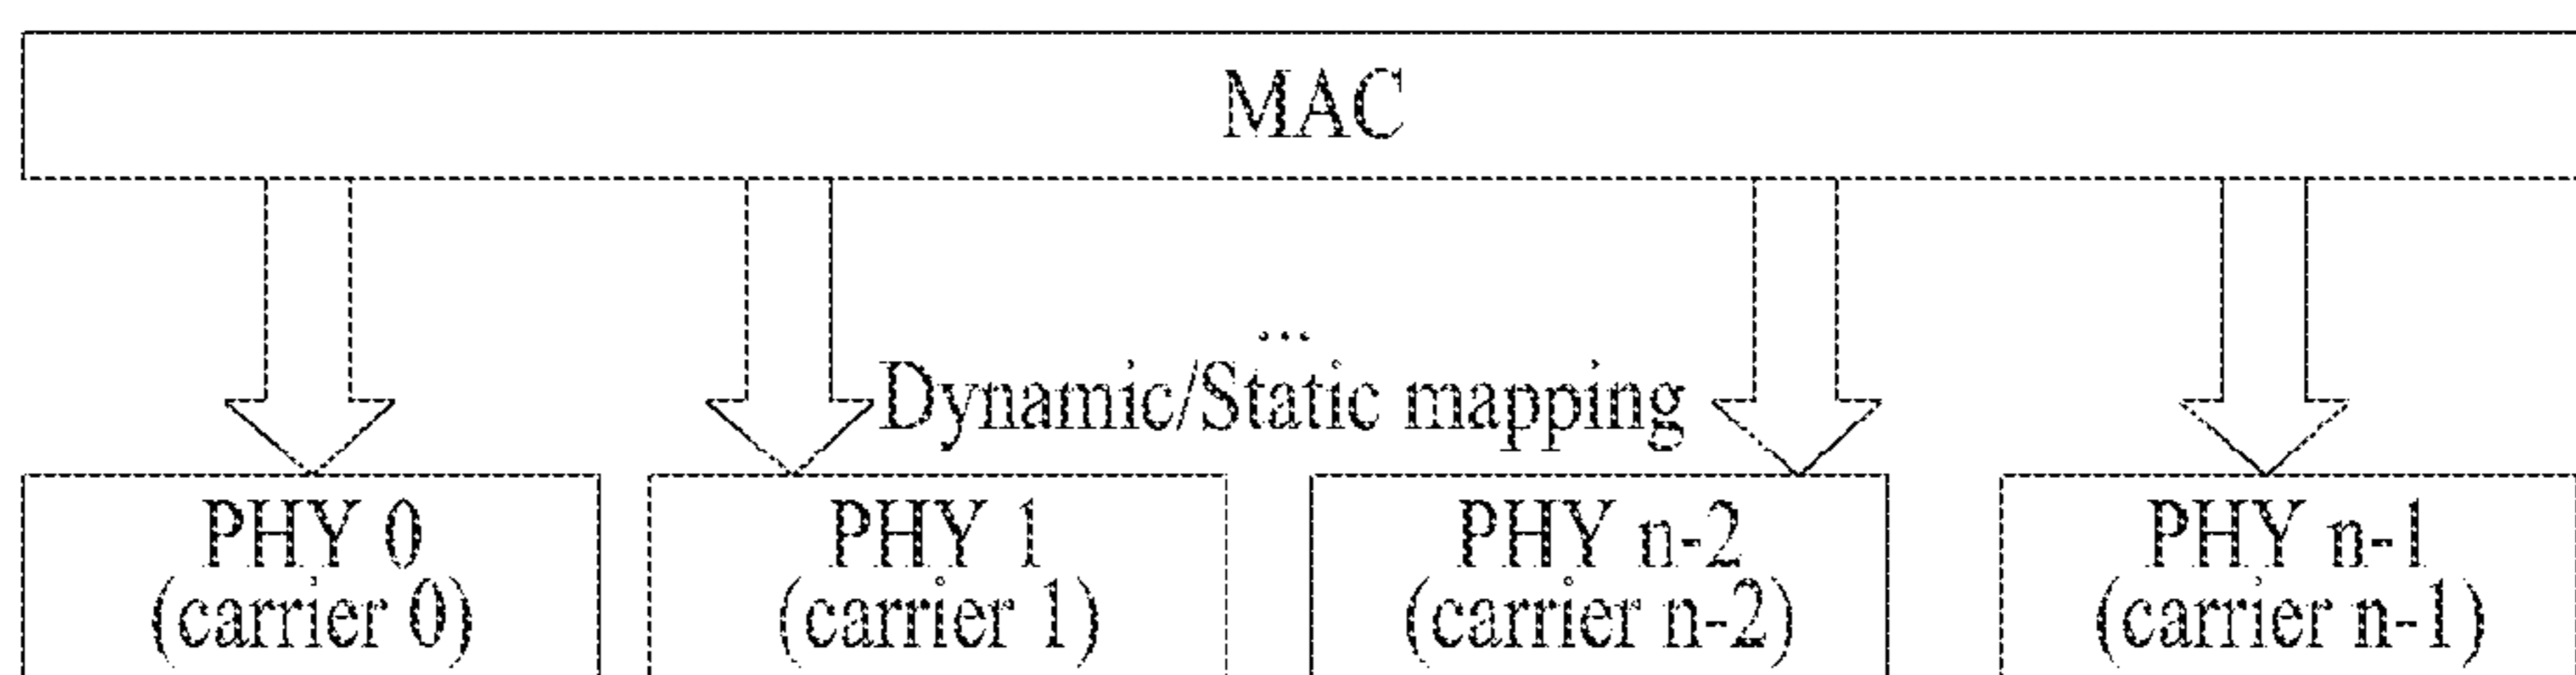 MAC
...
Dynamic/Static mapping
PHY 0
(carrier 0)
PHY 1
(carrier 1)
PHY n-2
(carrier n-2)
PHY n-1
(carrier n-1)